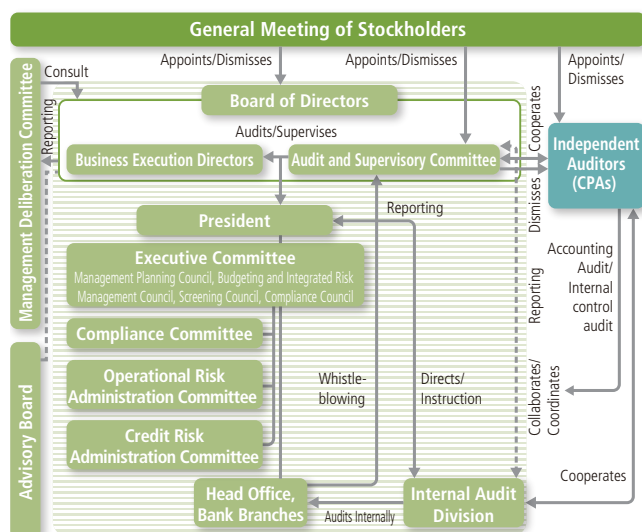 General Meeting of Stockholders
Consult
Appoints/Dismisses
Appoints/Dismisses
Appoints/
Dismisses
Management Deliberation Committee
Reporting
Board of Directors
Audits/Supervises
Cooperates
Business Execution Directors
Audit and Supervisory Committee
Independent
Auditors
(CPAs)
Dismisses
President
Reporting
Executive Committee
Management Planning Council, Budgeting and Integrated Risk
Management Council, Screening Council, Compliance Council
Reporting
Accounting
Audit/
Internal
control
audit
Compliance Committee
Advisory Board
Operational Risk
Administration Committee
Whistle-
blowing
Directs/
Instruction
Collaborates/
Coordinates
Credit Risk
Administration Committee
Head Office,
Bank Branches
Audits Internally
Internal Audit
Division
Cooperates